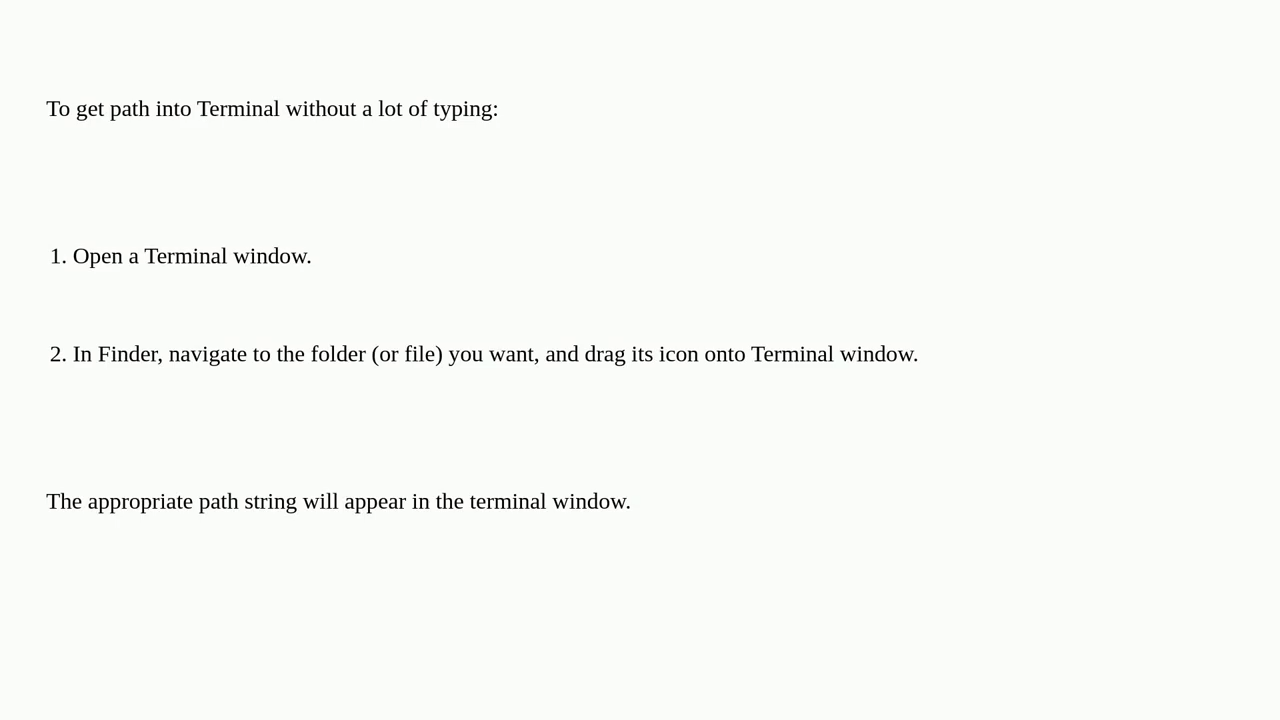 To get path into Terminal without a lot of typing:
1. Open a Terminal window.
2. In Finder, navigate to the folder (or file) you want, and drag its icon onto Terminal window.
The appropriate path string will appear in the terminal window.